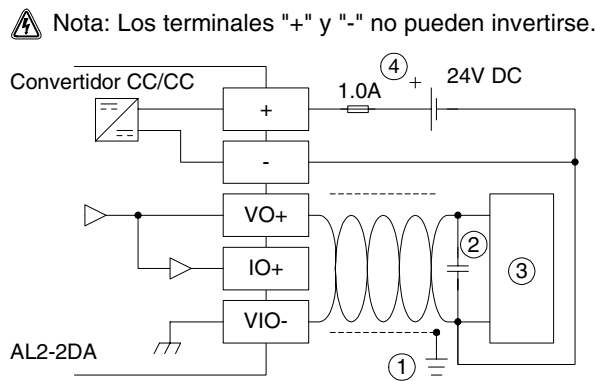 Nota: Los terminales "+" y "-" no pueden invertirse.
Convertidor CC/CC
+
1.0A
④
+
24V DC
-
VO+
IO+
VIO-
②
③
AL2-2DA
①